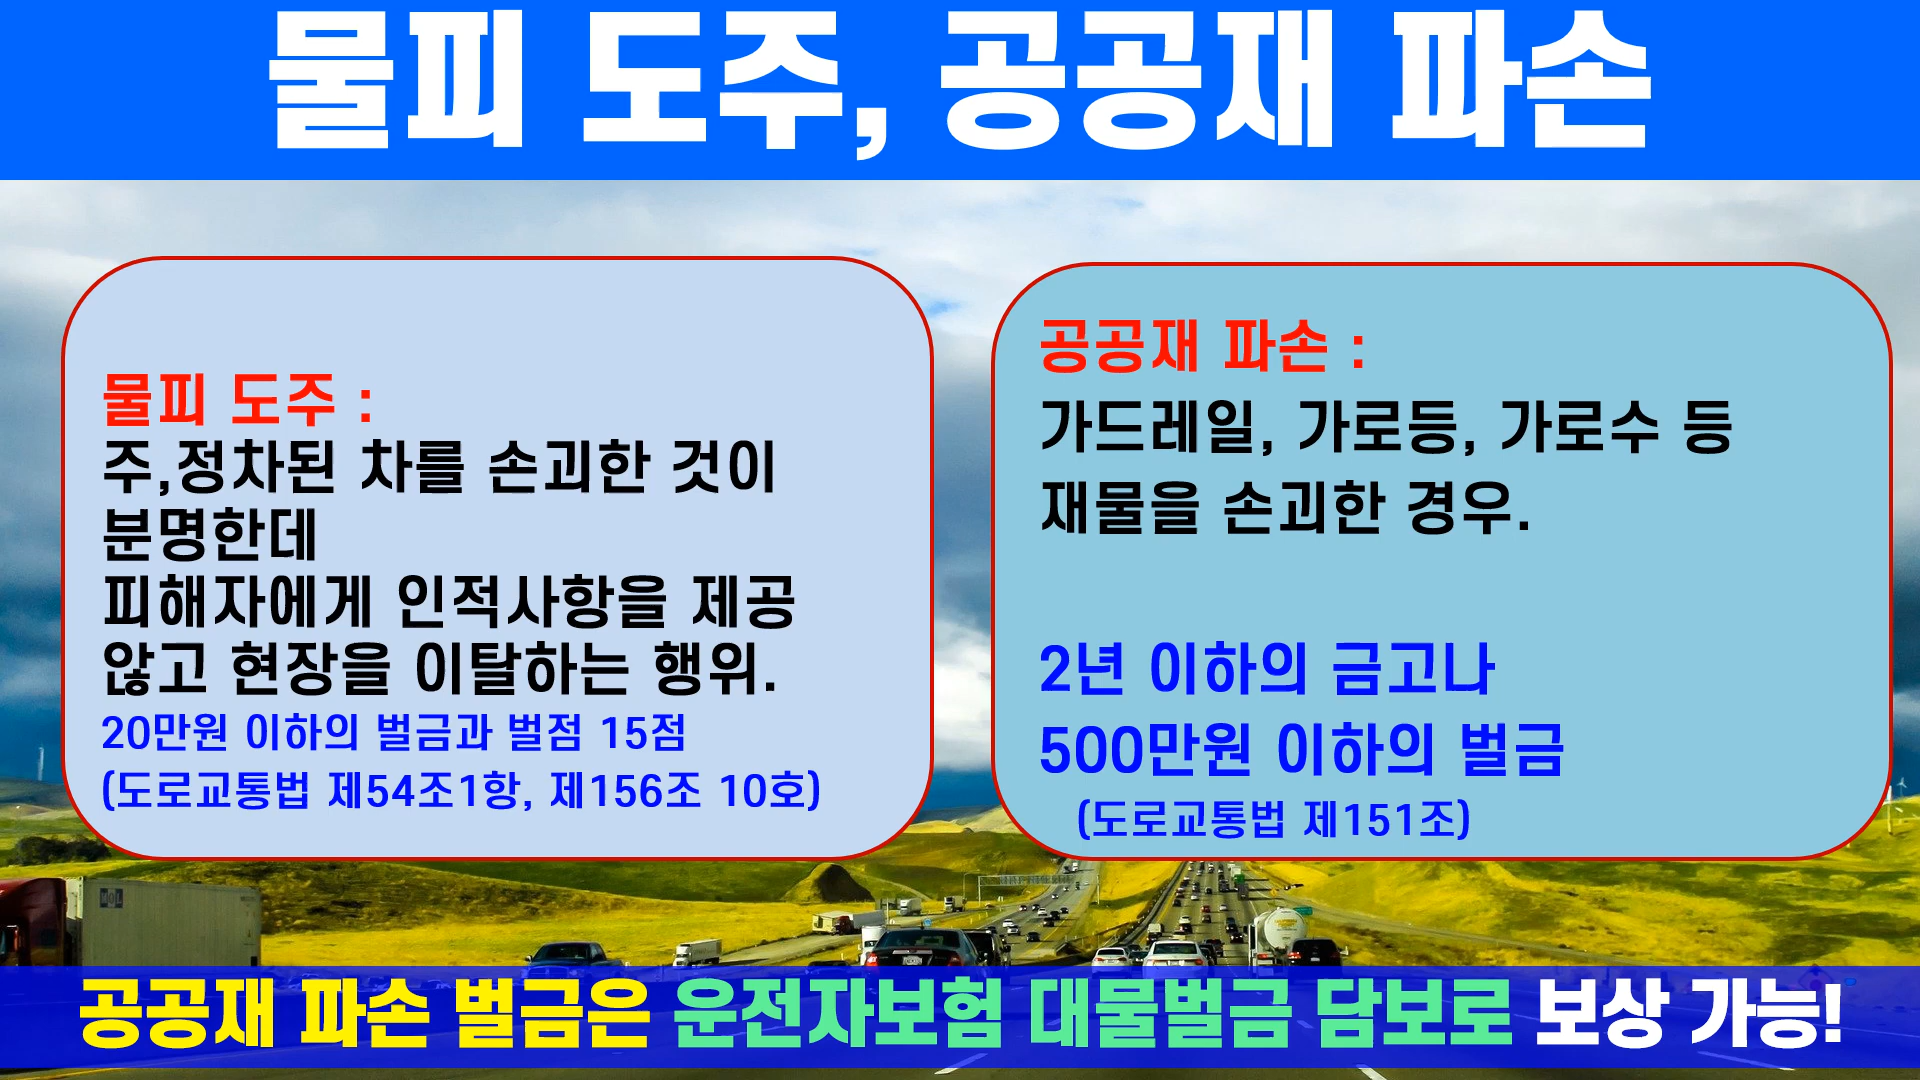 물피 도주, 공공재 파손
물피 도주 :
주,정차된 차를 손괴한 것이
분명한데
피해자에게 인적사항을 제공
않고 현장을 이탈하는 행위.
20만원 이하의 벌금과 벌점 15점
(도로교통법 제54조1항, 제156조 10호)
공공재 파손 :
가드레일, 가로등, 가로수 등
재물을 손괴한 경우.
2년 이하의 금고나
500만원 이하의 벌금
(도로교통법 제151조)
MOL
공공재 파손 벌금은 운전자보험 대물벌금 담보로 보상 가능!